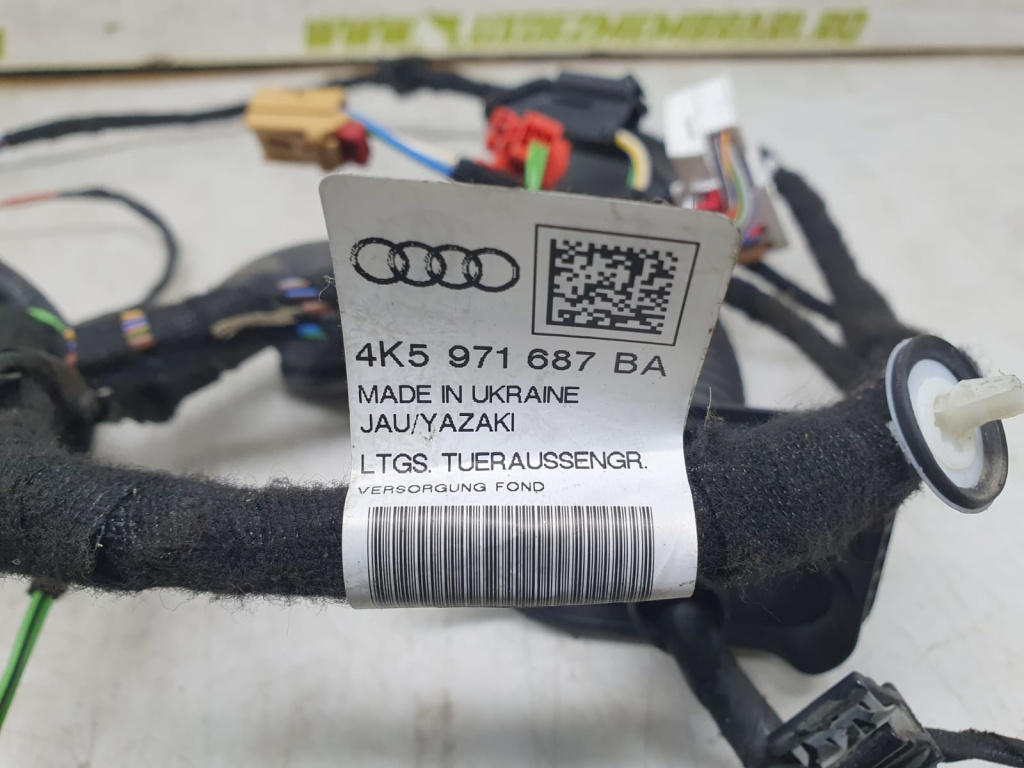 4K5 971 687 BA
MADE IN UKRAINE
JAU/YAZAKI
LTGS. TUERAUSSENGR.
VERSORGUNG FOND